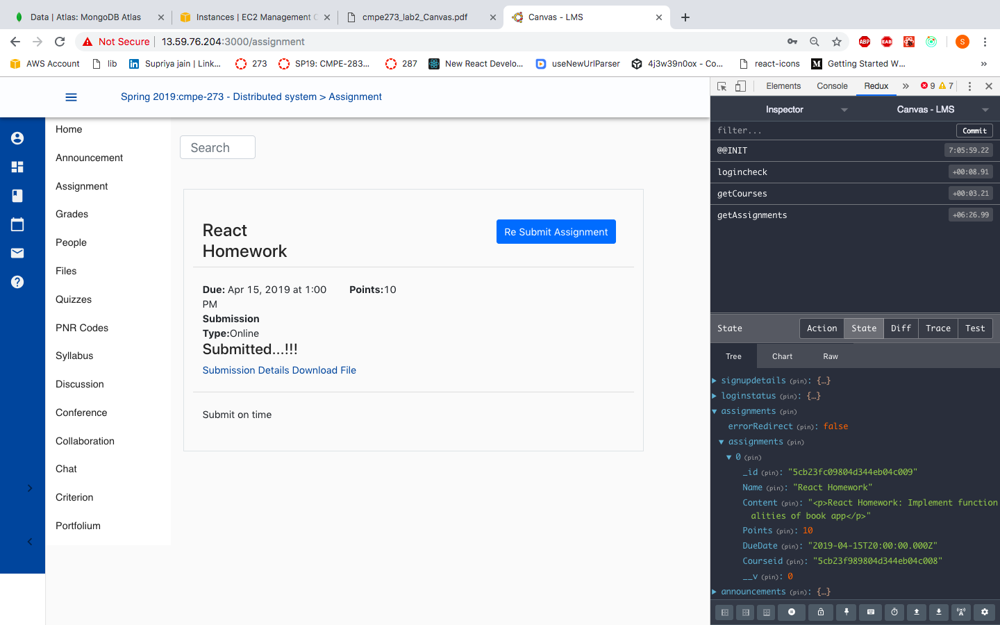 Data | Atlas: MongoDB Atlas
Instances | EC2 Management C
cmpe273_lab2_Canvas.pdf
Canvas - LMS
Not Secure
13.59.76.204:3000/assignment
ABP
EAB
S
AWS Account
lib
Supriya jain | Link...
273
SP19: CMPE-283...
287
New React Develo...
useNewUrlParser
4j3w39n0ox - Co...
react-icons
Getting Started W...
»
Spring 2019:cmpe-273 - Distributed system > Assignment
Home
Announcement
Assignment
Grades
People
Files
Quizzes
PNR Codes
Syllabus
Discussion
Conference
Collaboration
Chat
Criterion
Portfolium
Search
React
Homework
Re Submit Assignment
Due: Apr 15, 2019 at 1:00
PM
Points:10
Submission
Type:Online
Submitted...!!!
Submission Details Download File
Submit on time
Elements
Console
Redux
»
9
7
Inspector
Canvas - LMS
filter...
Commit
@@INIT
7:05:59.22
logincheck
+00:08.91
getCourses
+00:03.21
getAssignments
+06:26.99
State
Action
State
Diff
Trace
Test
Tree
Chart
Raw
signupdetails (pin): {…}
loginstatus (pin): {…}
assignments (pin)
errorRedirect (pin): false
assignments (pin)
0 (pin)
_id (pin): "5cb23fc09804d344eb04c009"
Name (pin): "React Homework"
Content (pin): "<p>React Homework: Implement function
alities of book app</p>"
Points (pin): 10
DueDate (pin): "2019-04-15T20:00:00.000Z"
Courseid (pin): "5cb23f989804d344eb04c008"
__v (pin): 0
announcements (pin): {…}